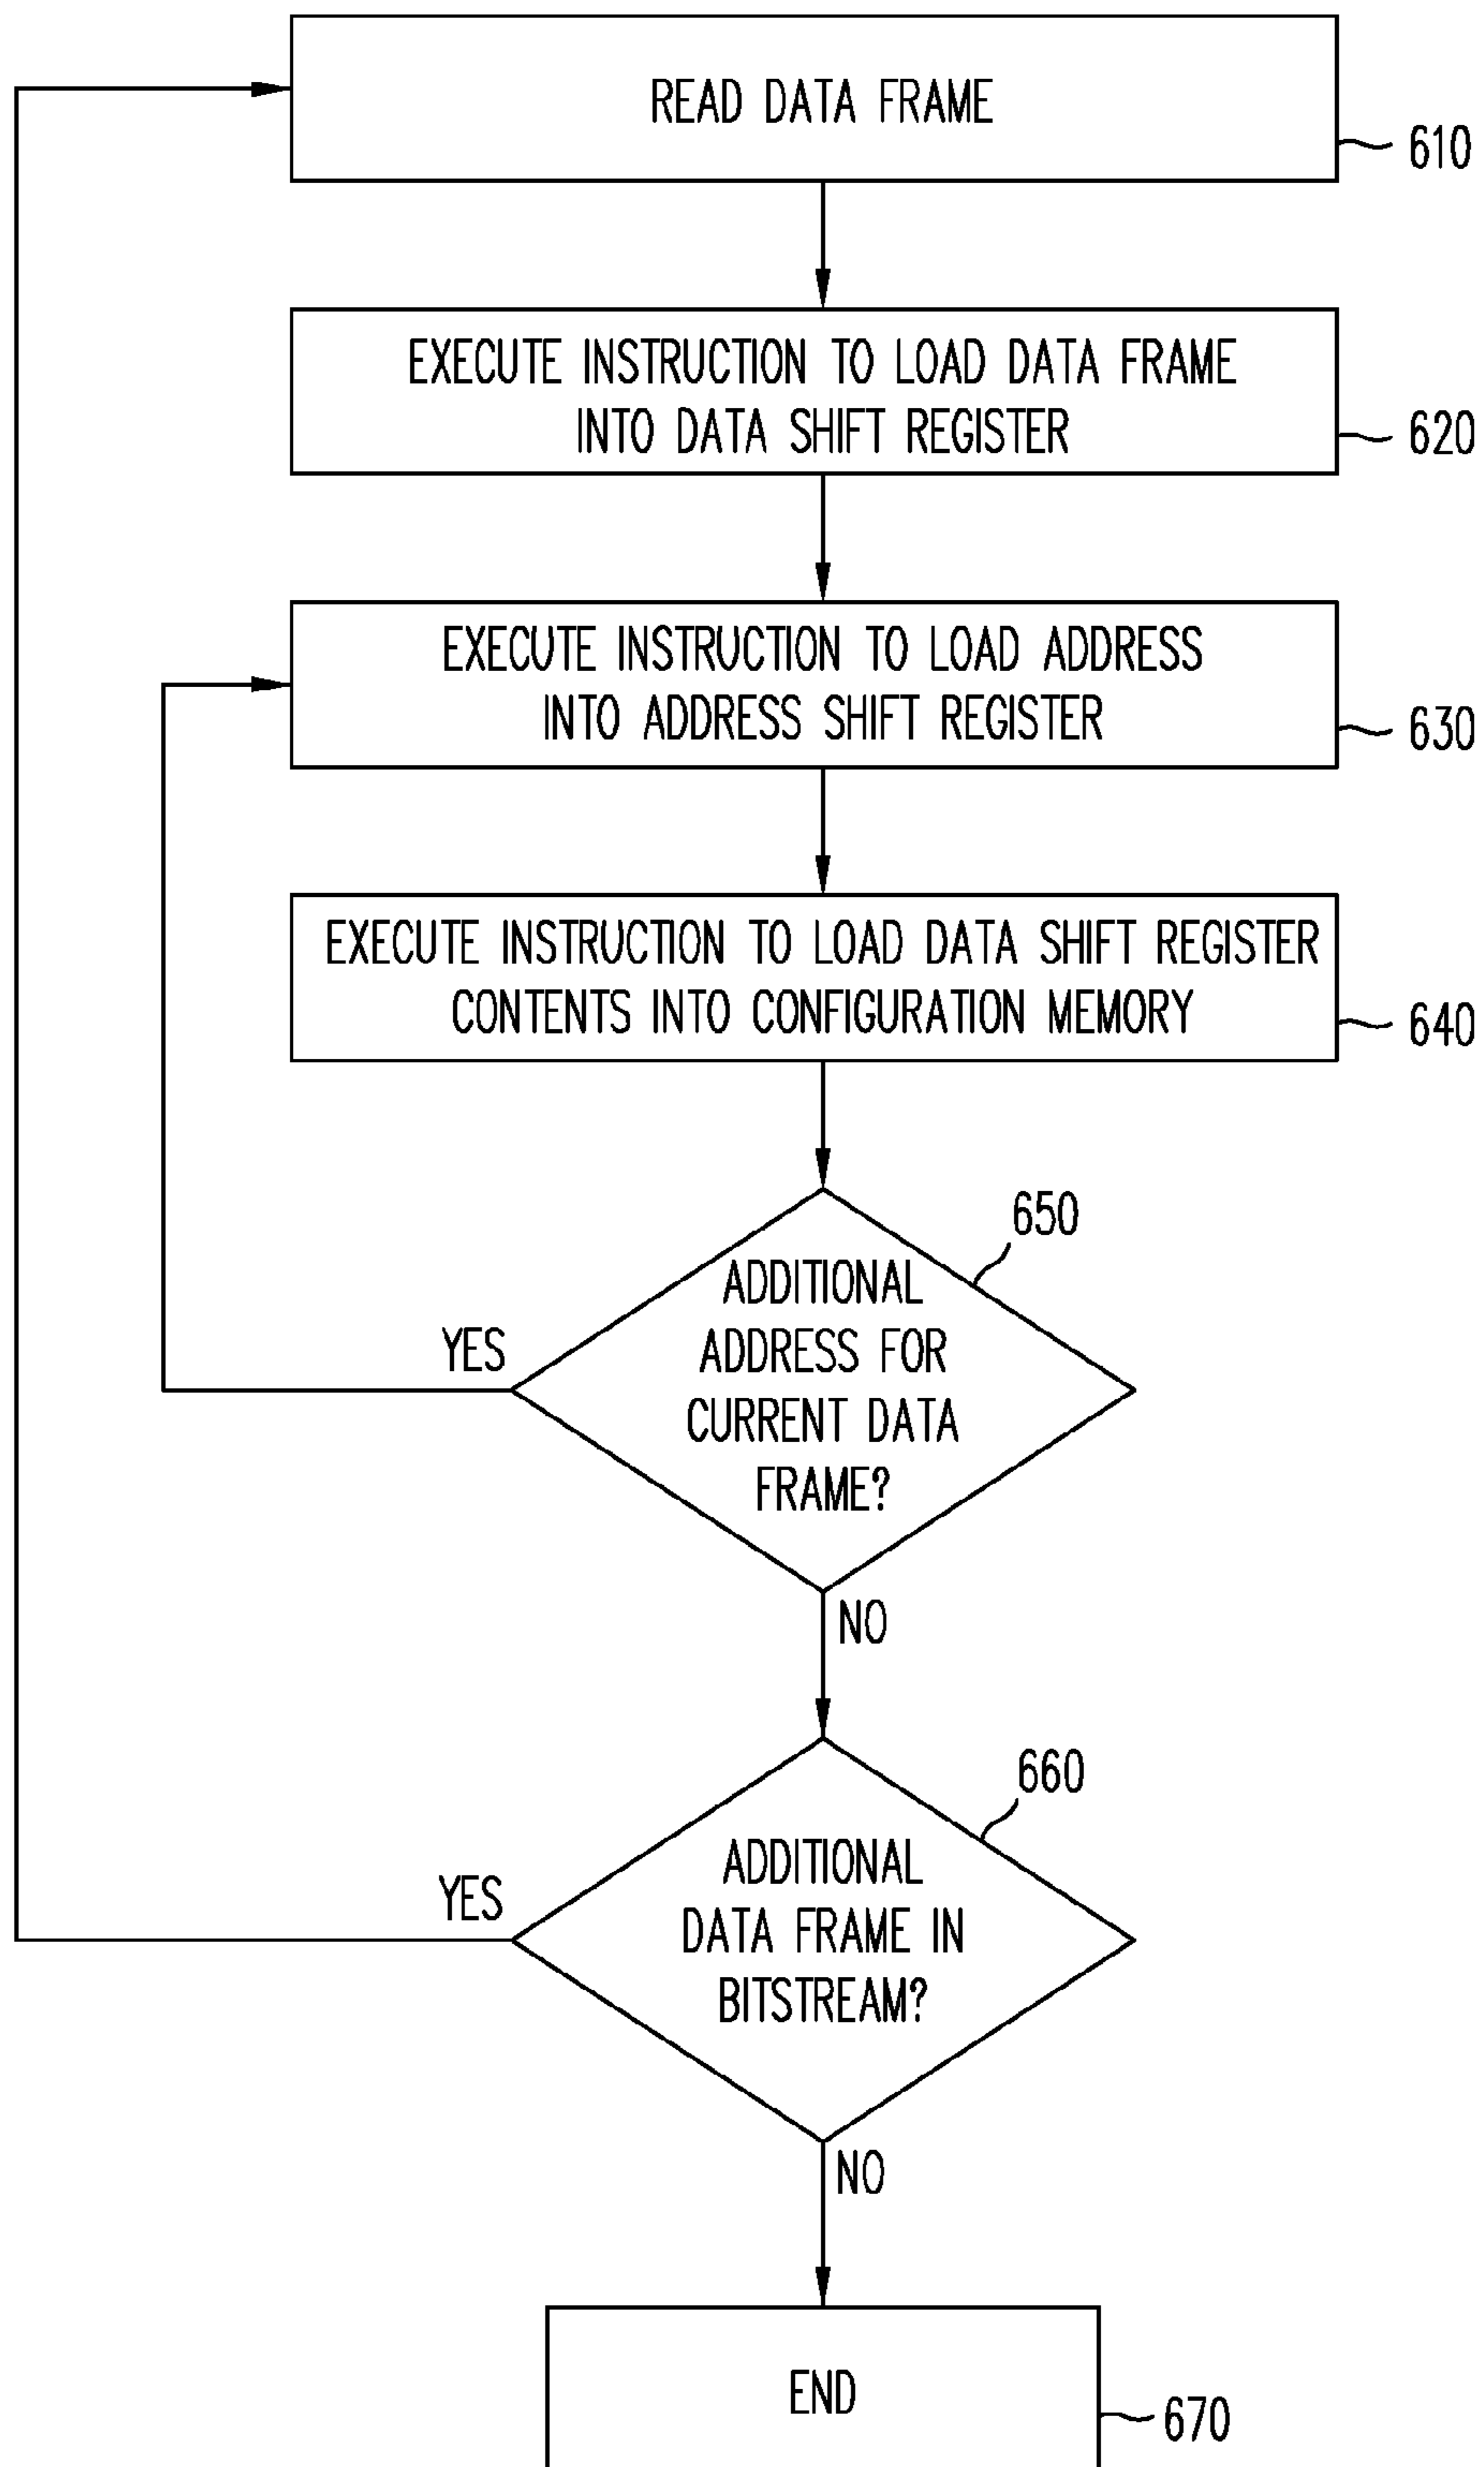 READ DATA FRAME
610
EXECUTE INSTRUCTION TO LOAD DATA FRAME
INTO DATA SHIFT REGISTER
620
EXECUTE INSTRUCTION TO LOAD ADDRESS
INTO ADDRESS SHIFT REGISTER
630
EXECUTE INSTRUCTION TO LOAD DATA SHIFT REGISTER
CONTENTS INTO CONFIGURATION MEMORY
640
650
ADDITIONAL
ADDRESS FOR
CURRENT DATA
FRAME?
YES
NO
660
ADDITIONAL
DATA FRAME IN
BITSTREAM?
YES
NO
END
670